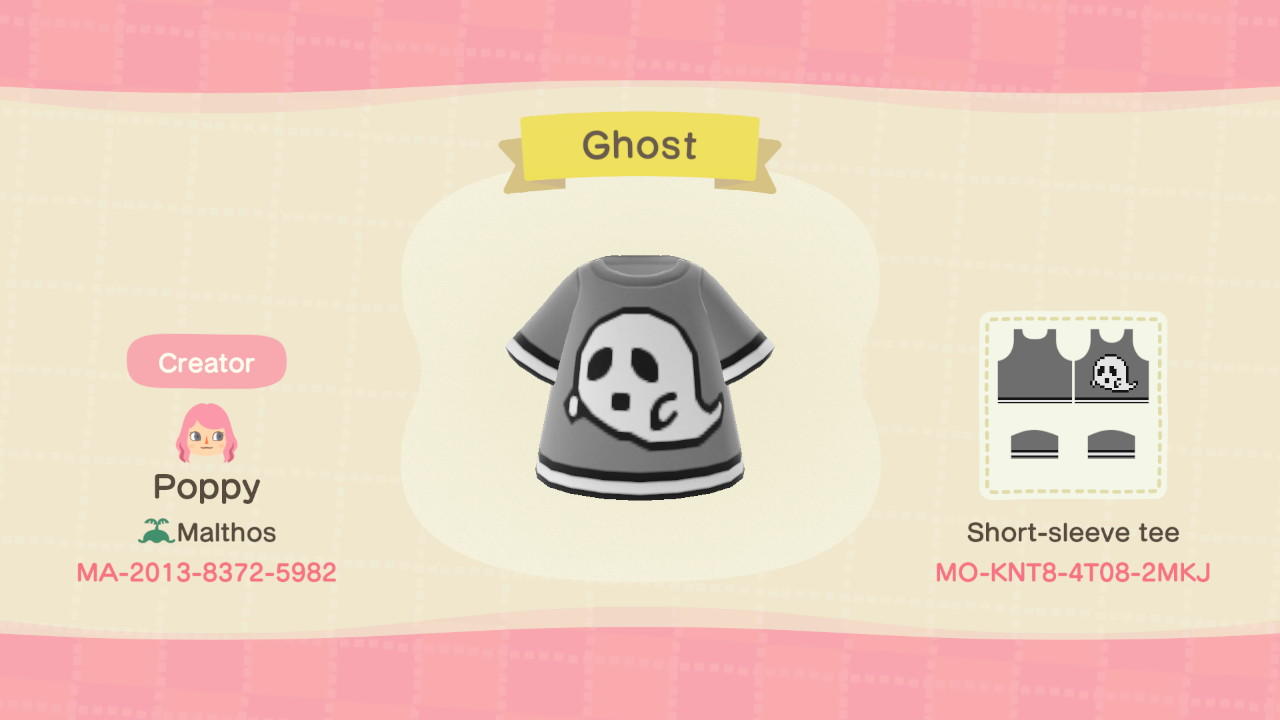 Ghost
Creator
Poppy
Malthos
MA-2013-8372-5982
Short-sleeve tee
MO-KNT8-4T08-2MKJ